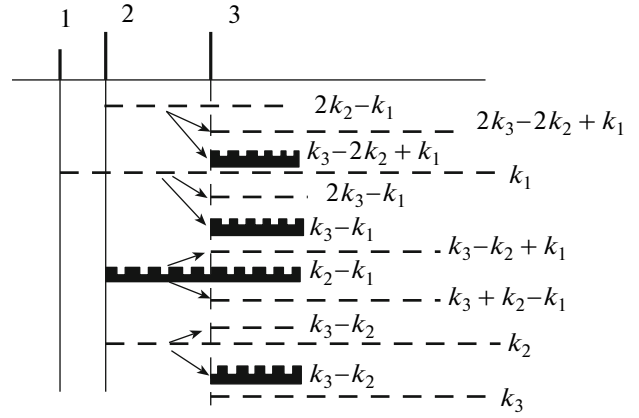 1 2 3
2k₂−k₁
2k₃−2k₂ + k₁
k₃−2k₂ + k₁
k₁
2k₃−k₁
k₃−k₁
k₃−k₂ + k₁
k₂−k₁
k₃ + k₂−k₁
k₃−k₂
k₂
k₃−k₂
k₃